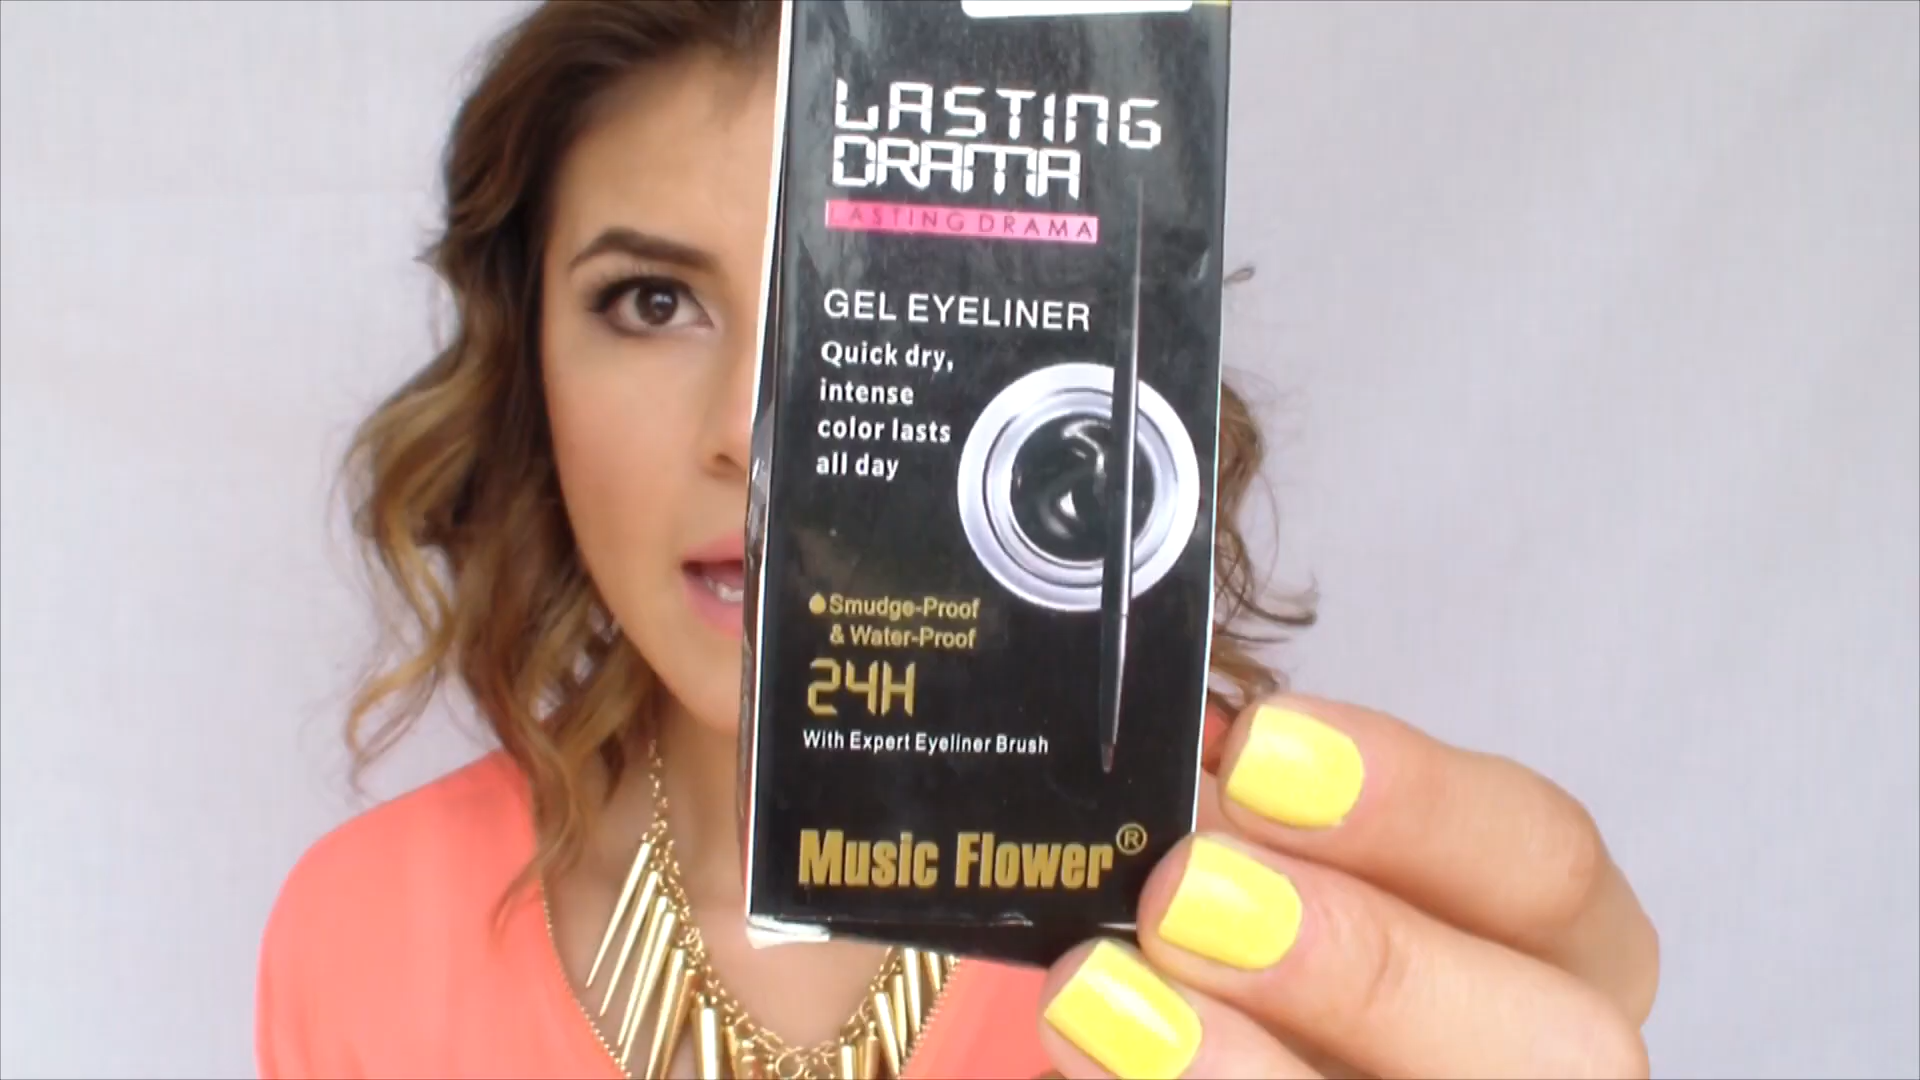 LASTING
DRAMA
LASTING DRAMA
GEL EYELINER
Quick dry,
intense
color lasts
all day
Smudge-Proof
& Water-Proof
24H
With Expert Eyeliner Brush
Music Flower®